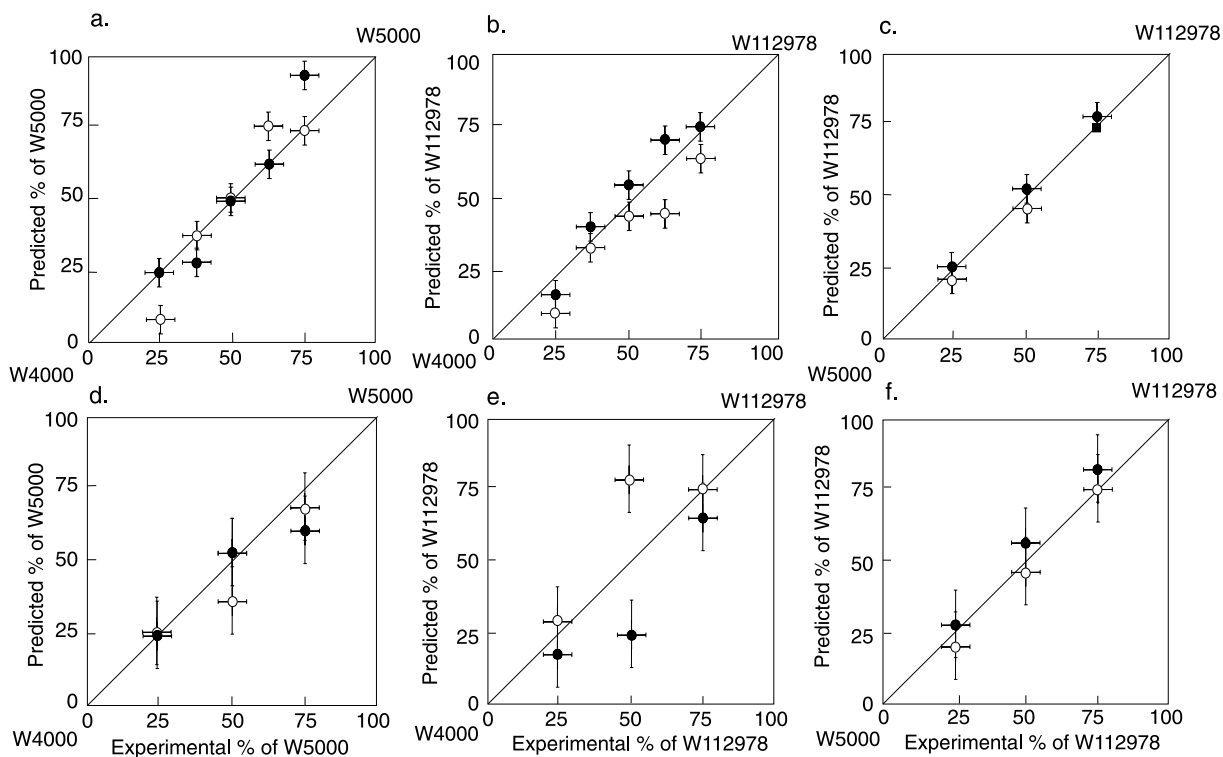 a.
W5000
100
75
50
25
0
Predicted % of W5000
0 25 50 75 100
W4000
b.
W112978
100
75
50
25
0
Predicted % of W112978
0 25 50 75 100
c.
W112978
100
75
50
25
0
Predicted % of W112978
0 25 50 75 100
W5000
d.
W5000
100
75
50
25
0
Predicted % of W5000
0 25 50 75 100
W4000
Experimental % of W5000
e.
W112978
100
75
50
25
0
Predicted % of W112978
0 25 50 75 100
W4000
Experimental % of W112978
f.
W112978
100
75
50
25
0
Predicted % of W112978
0 25 50 75 100
W5000
Experimental % of W112978